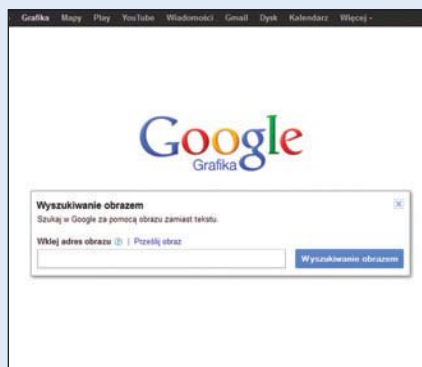 Grafika Mapy Play YouTube Wiadomości Gmail Dysk Kalendarz Więcej
Google
Grafika
Wyszukiwanie obrazem
Szukaj w Google za pomocą obrazu zamiast tekstu.
Wklej adres obrazu ? | Prześlij obraz
Wyszukiwanie obrazem